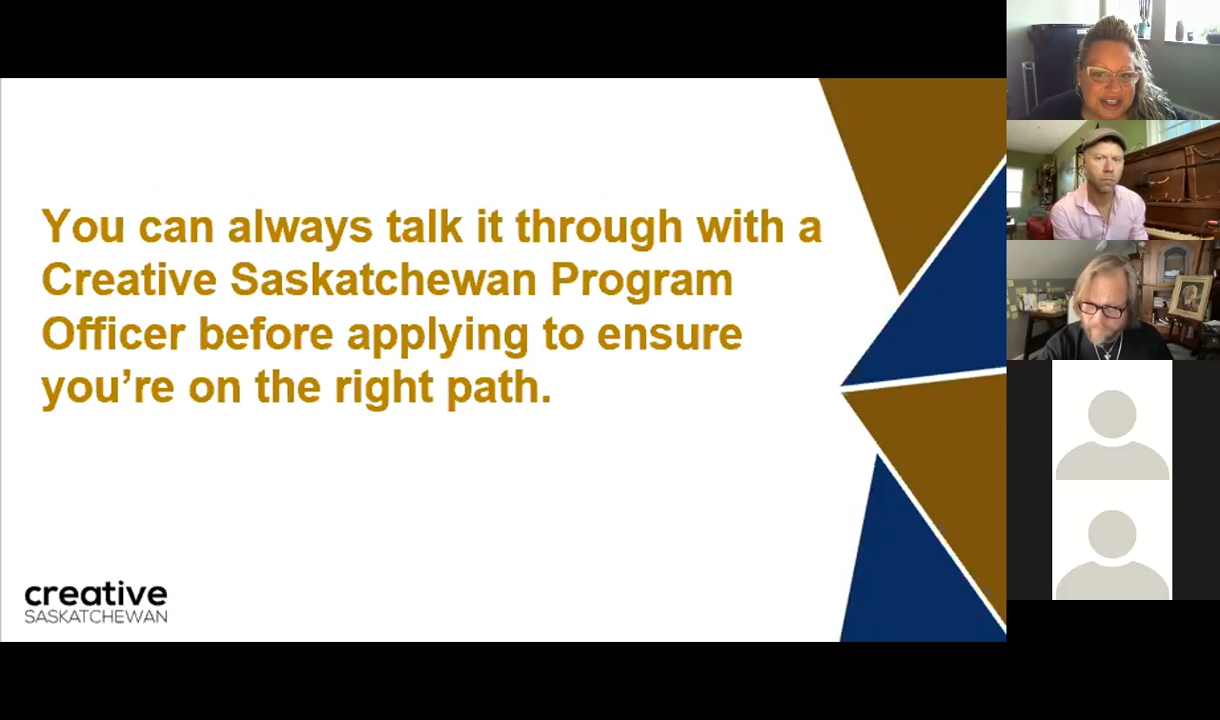 You can always talk it through with a
Creative Saskatchewan Program
Officer before applying to ensure
you’re on the right path.
creative
SASKATCHEWAN